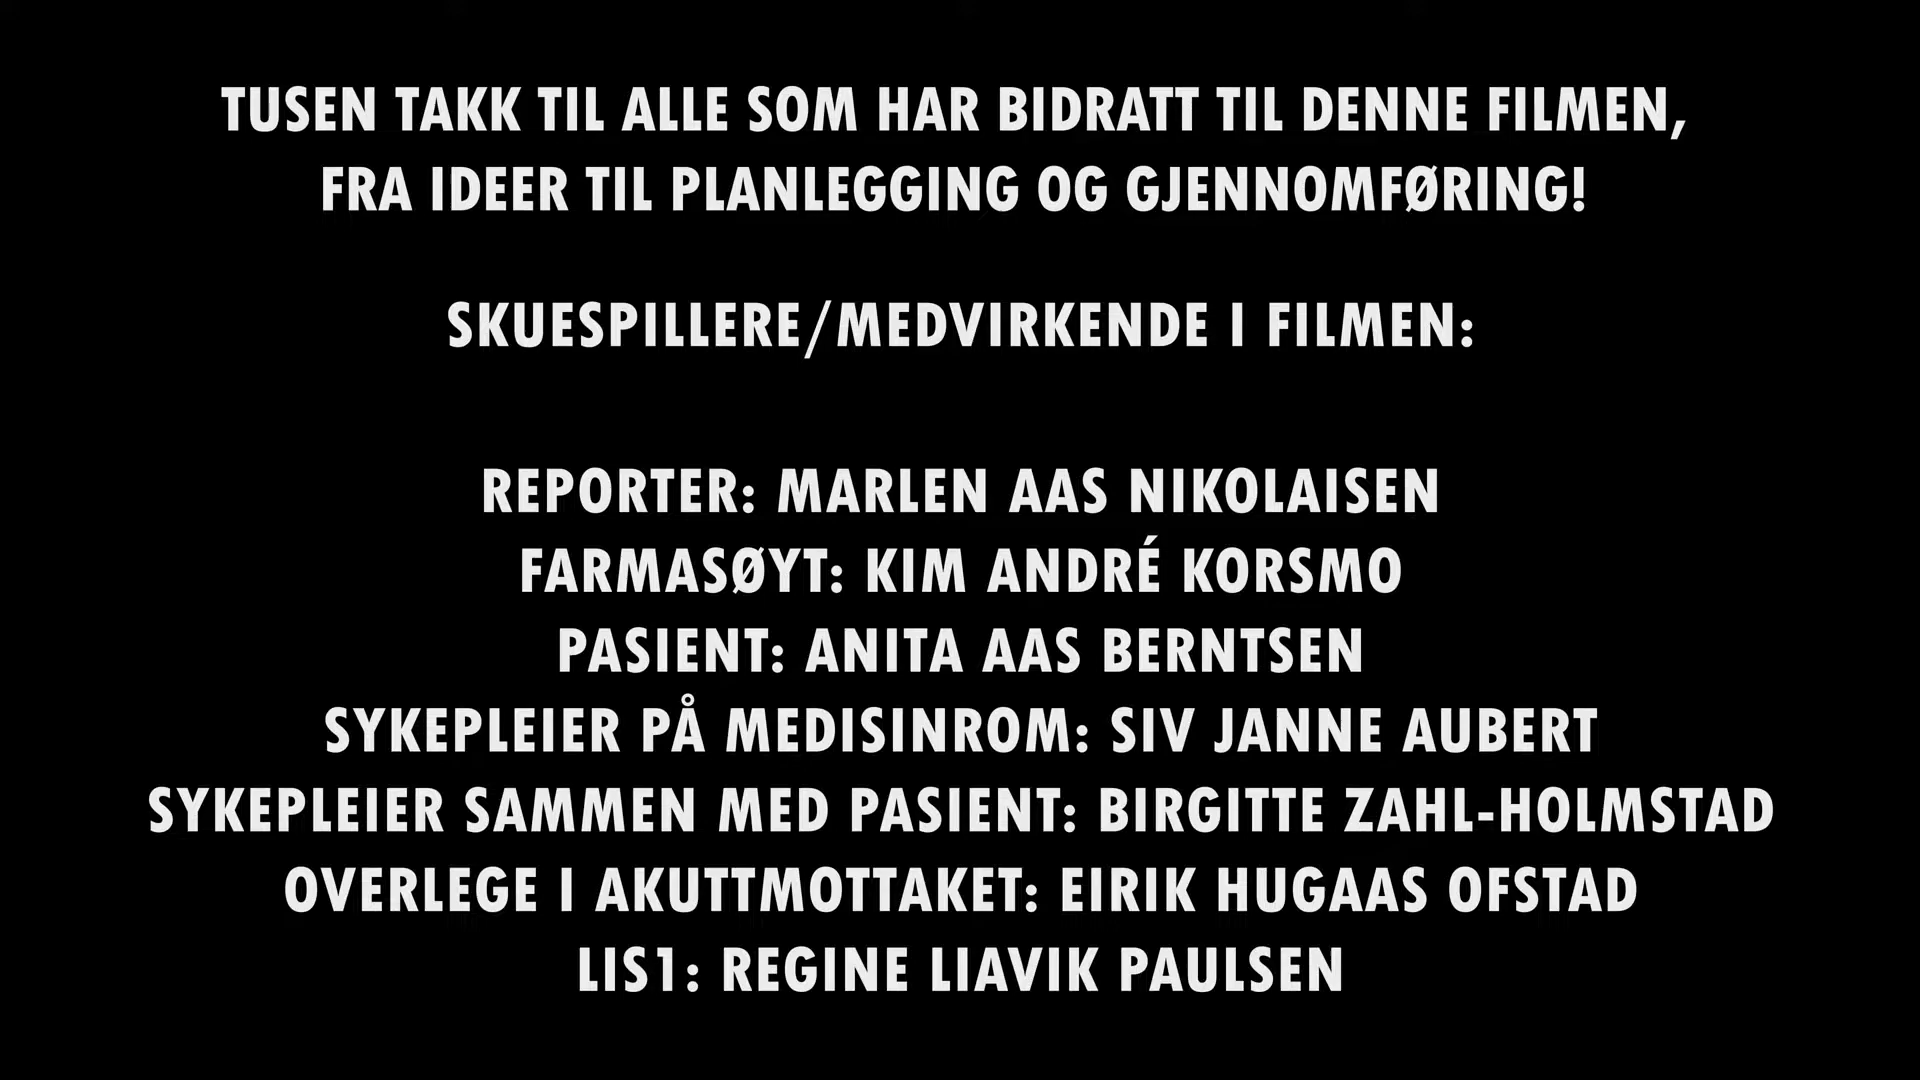 TUSEN TAKK TIL ALLE SOM HAR BIDRATT TIL DENNE FILMEN,
FRA IDEER TIL PLANLEGGING OG GJENNOMFØRING!
SKUESPILLERE/MEDVIRKENDE I FILMEN:
REPORTER: MARLEN AAS NIKOLAISEN
FARMASØYT: KIM ANDRÉ KORSMO
PASIENT: ANITA AAS BERNTSEN
SYKEPLEIER PÅ MEDISINROM: SIV JANNE AUBERT
SYKEPLEIER SAMMEN MED PASIENT: BIRGITTE ZAHL-HOLMSTAD
OVERLEGE I AKUTTMOTTAKET: EIRIK HUGAAS OFSTAD
LIS1: REGINE LIAVIK PAULSEN